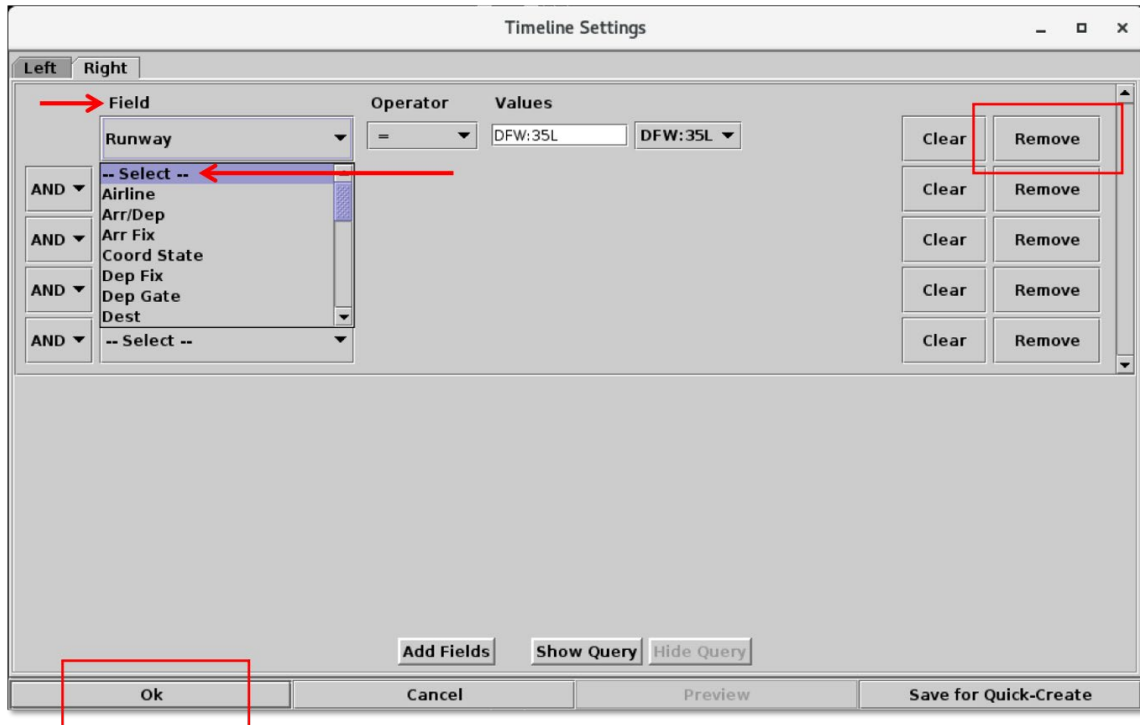 Timeline Settings
Left Right
Field Operator Values
Runway = DFW:35L DFW:35L Clear Remove
-- Select --
AND Airline Clear Remove
Arr/Dep
AND Arr Fix Clear Remove
Coord State
Dep Fix
AND Dep Gate Clear Remove
Dest
AND -- Select -- Clear Remove
Add Fields Show Query Hide Query
Ok Cancel Preview Save for Quick-Create